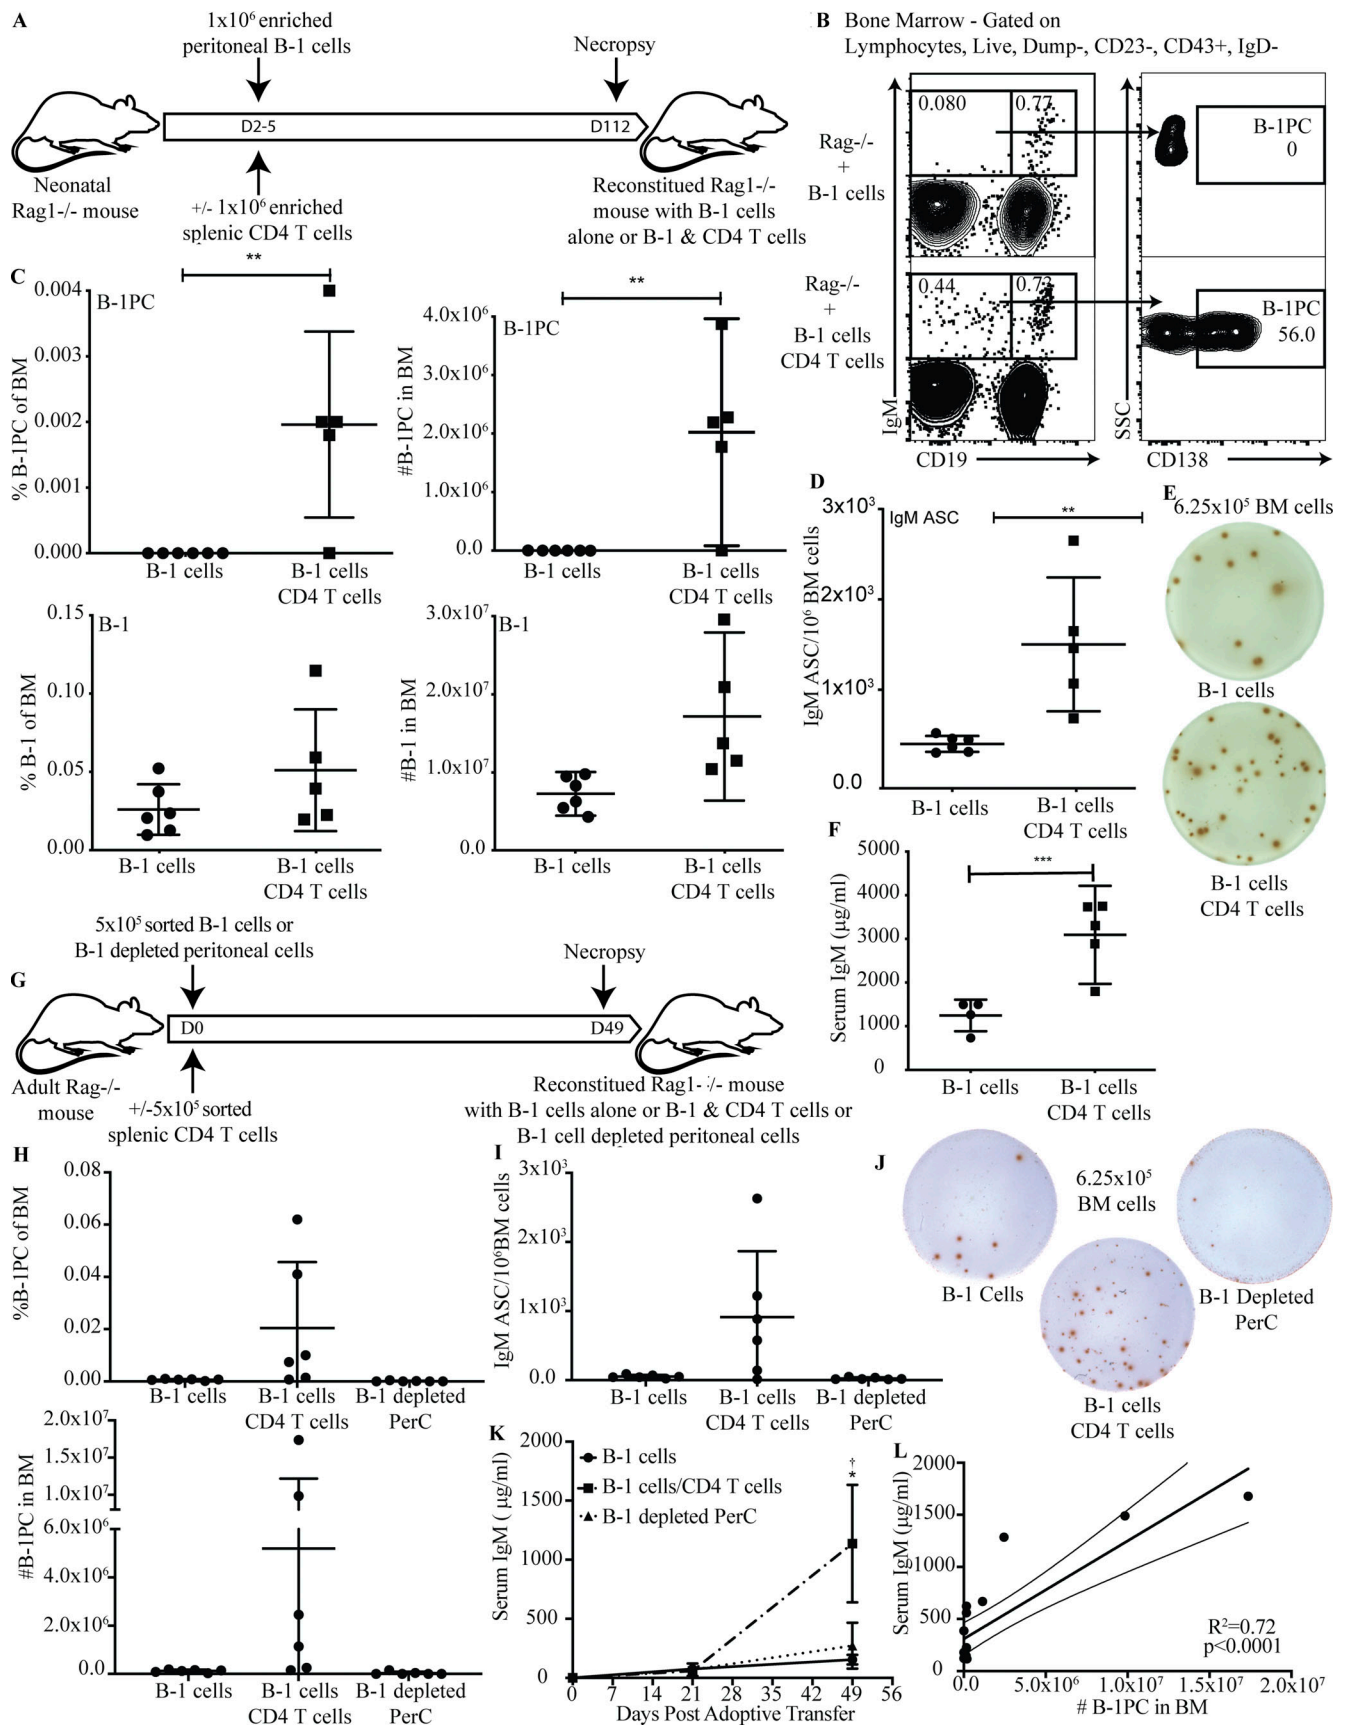 A
1x10⁶ enriched
peritoneal B-1 cells
Necropsy
D2-5
D112
Neonatal
Rag1-/- mouse
+/- 1x10⁶ enriched
splenic CD4 T cells
Reconstitued Rag1-/-
mouse with B-1 cells
alone or B-1 & CD4 T cells
B
Bone Marrow - Gated on
Lymphocytes, Live, Dump-, CD23-, CD43+, IgD-
Rag-/-
+
B-1 cells
0.080
0.77
B-1PC
0
Rag-/-
+
B-1 cells
CD4 T cells
0.44
B-1PC
56.0
IgM
CD19
SSC
CD138
C
**
B-1PC
% B-1PC of BM
0.004
0.003
0.002
0.001
0.000
B-1 cells
B-1 cells
CD4 T cells
**
B-1PC
#B-1PC in BM
4.0x10⁶
3.0x10⁶
2.0x10⁶
1.0x10⁶
0.0
B-1 cells
B-1 cells
CD4 T cells
B-1
% B-1 of BM
0.15
0.10
0.05
0.00
B-1 cells
B-1 cells
CD4 T cells
B-1
#B-1 in BM
3.0x10⁷
2.0x10⁷
1.0x10⁷
0.0
B-1 cells
B-1 cells
CD4 T cells
D
IgM ASC
**
IgM ASC/10⁶ BM cells
3x10³
2x10³
1x10³
0.0
B-1 cells
B-1 cells
CD4 T cells
E
6.25x10⁵ BM cells
B-1 cells
B-1 cells
CD4 T cells
F
***
Serum IgM (µg/ml)
5000
4000
3000
2000
1000
0
B-1 cells
B-1 cells
CD4 T cells
G
5x10⁵ sorted B-1 cells or
B-1 depleted peritoneal cells
Necropsy
D0
D49
Adult Rag-/-
mouse
+/-5x10⁵ sorted
splenic CD4 T cells
Reconstitued Rag1-/- mouse
with B-1 cells alone or B-1 & CD4 T cells or
B-1 cell depleted peritoneal cells
H
%B-1PC of BM
0.08
0.06
0.04
0.02
0.00
B-1 cells
B-1 cells
CD4 T cells
B-1 depleted
PerC
#B-1PC in BM
2.0x10⁷
1.5x10⁷
1.0x10⁷
6.0x10⁶
4.0x10⁶
2.0x10⁶
0.0
B-1 cells
B-1 cells
CD4 T cells
B-1 depleted
PerC
I
IgM ASC/10⁶BM cells
3x10³
2x10³
1x10³
0.0
B-1 cells
B-1 cells
CD4 T cells
B-1 depleted
PerC
J
6.25x10⁵
BM cells
B-1 Cells
B-1 cells
CD4 T cells
B-1 Depleted
PerC
K
Serum IgM ( µg/ml)
2000
1500
1000
500
0
B-1 cells
B-1 cells/CD4 T cells
B-1 depleted PerC
†
*
0 7 14 21 28 35 42 49 56
Days Post Adoptive Transfer
L
Serum IgM (µg/ml)
2000
1500
1000
500
0
R²=0.72
p<0.0001
0.0 5.0x10⁶ 1.0x10⁷ 1.5x10⁷ 2.0x10⁷
# B-1PC in BM